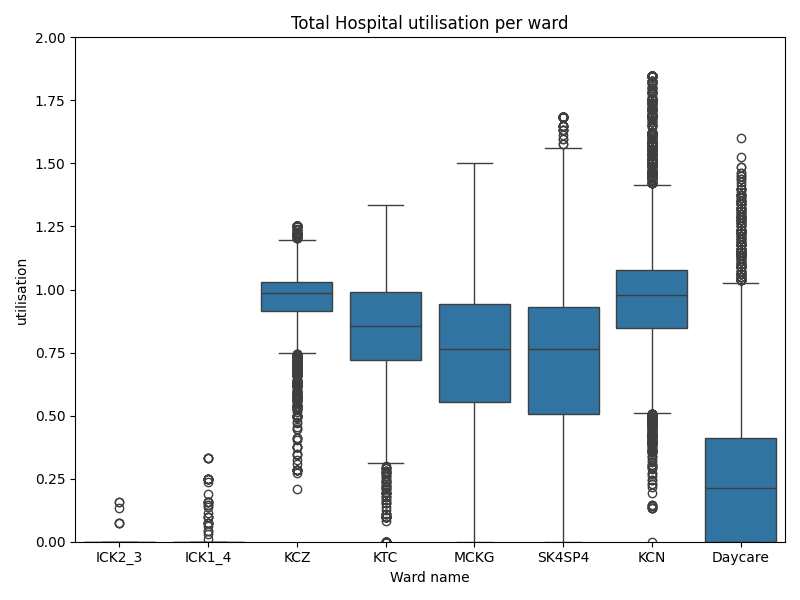 Total Hospital utilisation per ward
utilisation
2.00
1.75
1.50
1.25
1.00
0.75
0.50
0.25
0.00
ICK2_3 ICK1_4 KCZ KTC MCKG SK4SP4 KCN Daycare
Ward name